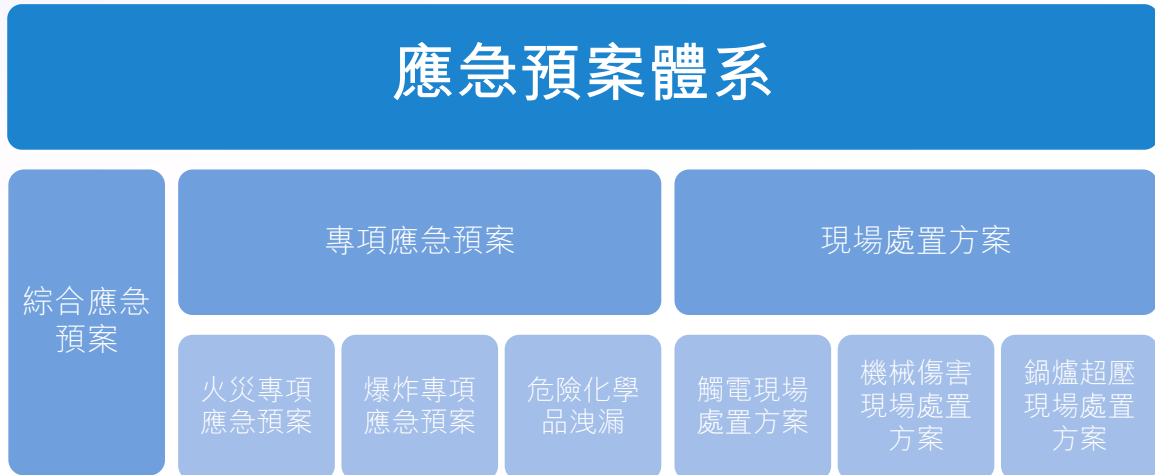 應急預案體系
綜合應急
預案
專項應急預案
現場處置方案
火災專項
應急預案
爆炸專項
應急預案
危險化學
品洩漏
觸電現場
處置方案
機械傷害
現場處置
方案
鍋爐超壓
現場處置
方案